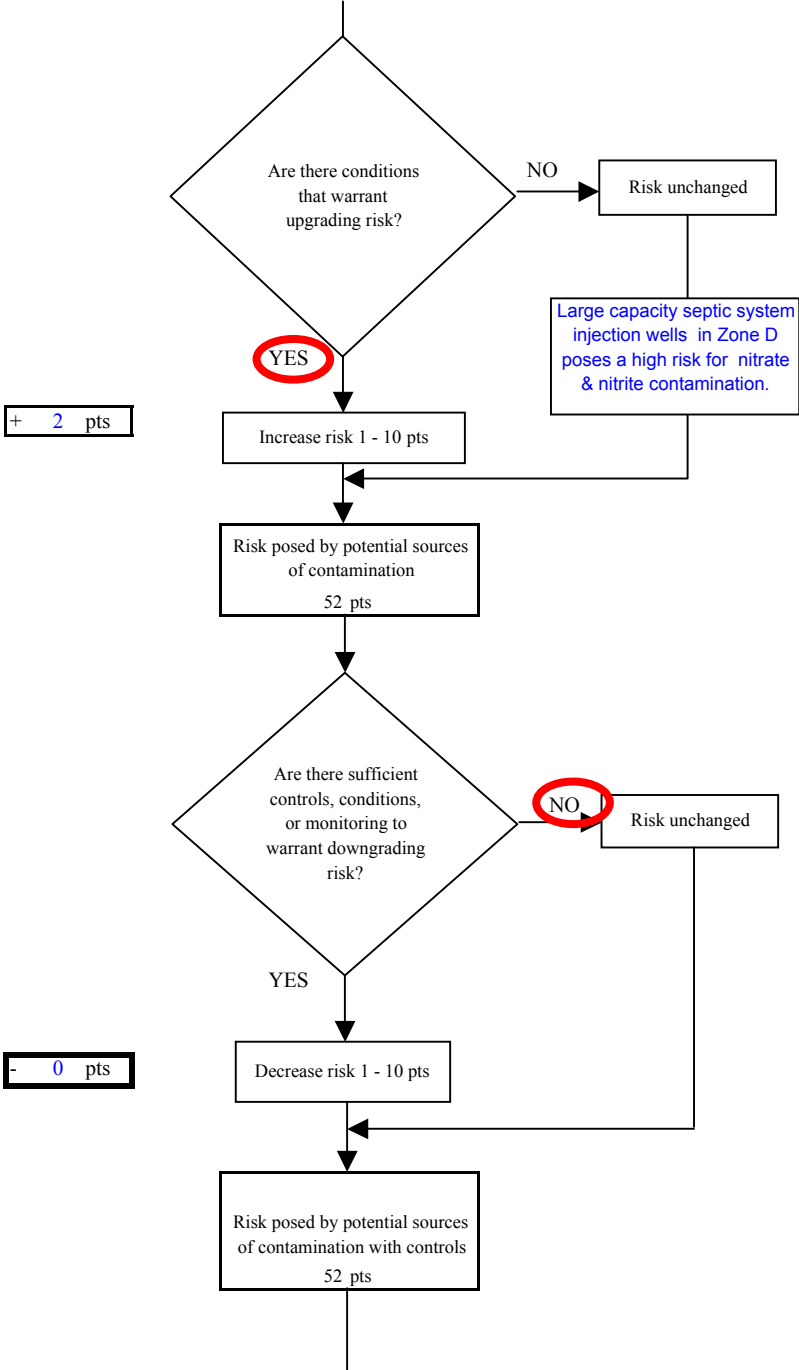 Are there conditions
that warrant
upgrading risk?
NO
Risk unchanged
Large capacity septic system
injection wells in Zone D
poses a high risk for nitrate
& nitrite contamination.
YES
+ 2 pts
Increase risk 1 - 10 pts
Risk posed by potential sources
of contamination
52 pts
Are there sufficient
controls, conditions,
or monitoring to
warrant downgrading
risk?
NO
Risk unchanged
YES
- 0 pts
Decrease risk 1 - 10 pts
Risk posed by potential sources
of contamination with controls
52 pts